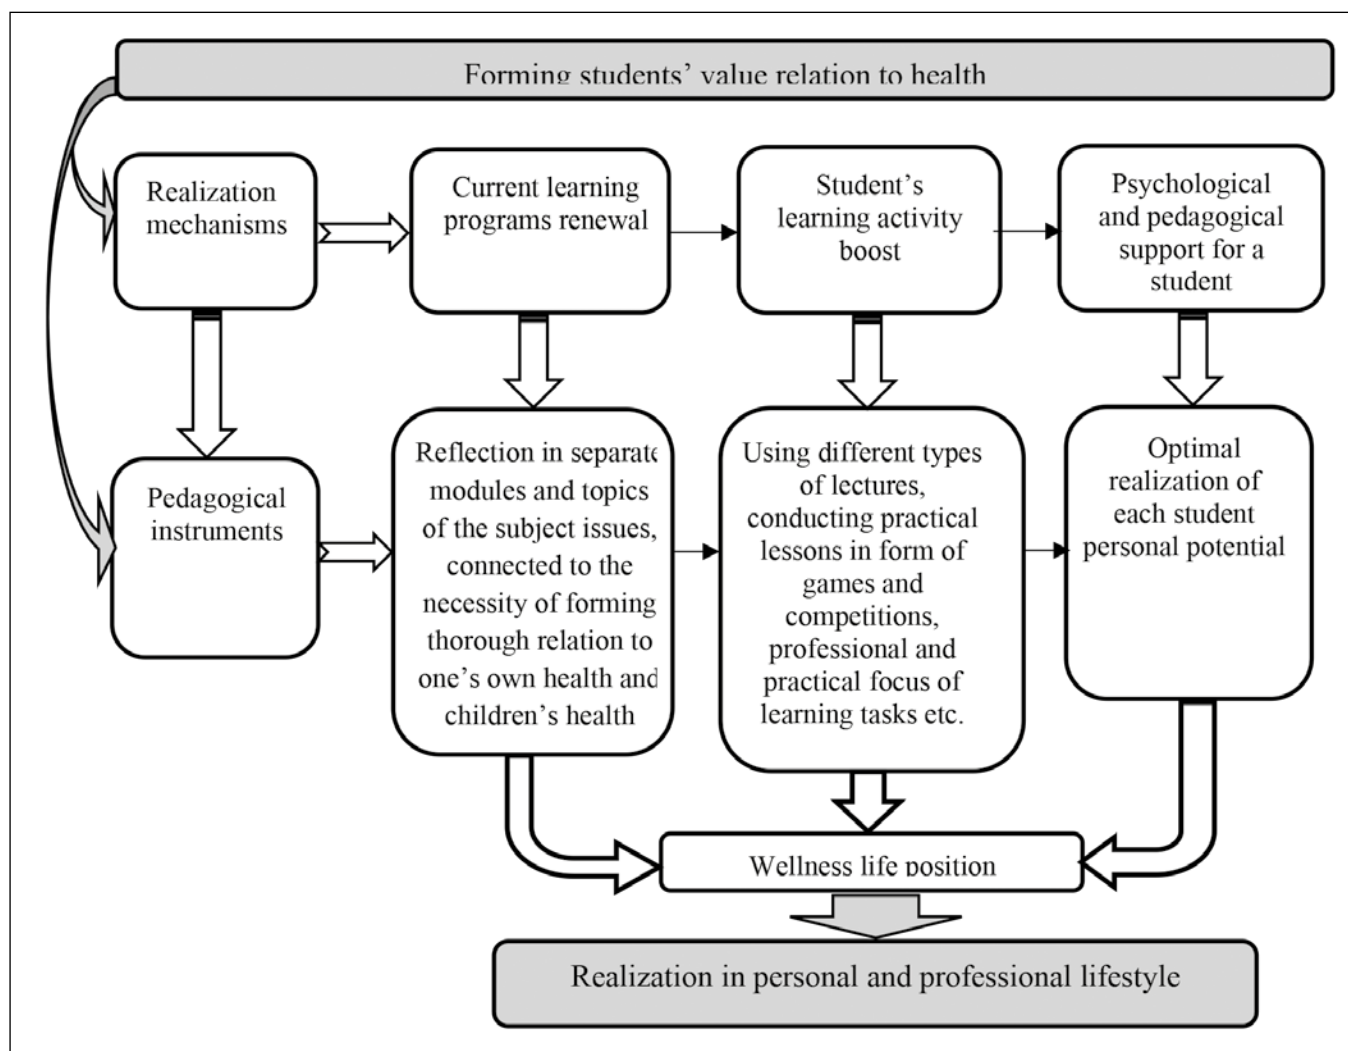 Forming students’ value relation to health
Realization
mechanisms
Current learning
programs renewal
Student’s
learning activity
boost
Psychological
and pedagogical
support for a
student
Pedagogical
instruments
Reflection in separate
modules and topics
of the subject issues,
connected to the
necessity of forming
thorough relation to
one’s own health and
children’s health
Using different types
of lectures,
conducting practical
lessons in form of
games and
competitions,
professional and
practical focus of
learning tasks etc.
Optimal
realization of
each student
personal potential
Wellness life position
Realization in personal and professional lifestyle